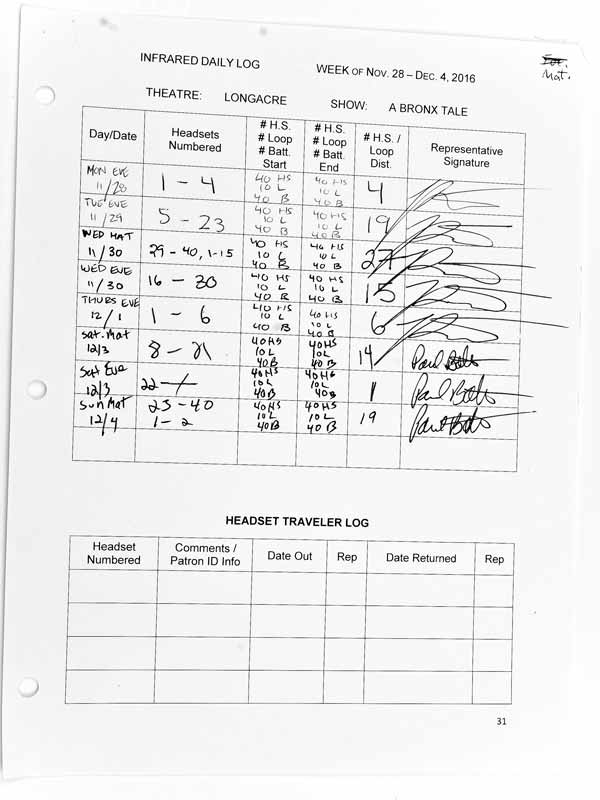 INFRARED DAILY LOG
WEEK OF NOV. 28 – DEC. 4, 2016
Mat.
THEATRE: LONGACRE SHOW: A BRONX TALE
Day/Date
Headsets Numbered
# H.S. # Loop # Batt. Start
# H.S. # Loop # Batt. End
# H.S. / Loop Dist.
Representative Signature
MON EVE 11/28
1 – 4
40 HS 10 L 40 B
40 HS 10 L 40 B
4
TUE EVE 11/29
5 – 23
40 HS 10 L 40 B
40 HS 10 L 40 B
19
WED MAT 11/30
29 – 40, 1-15
40 HS 10 L 40 B
40 HS 10 L 40 B
27
WED EVE 11/30
16 – 30
40 HS 10 L 40 B
40 HS 10 L 40 B
15
THURS EVE 12/1
1 – 6
40 HS 10 L 40 B
40 HS 10 L 40 B
6
Sat. Mat 12/3
8 – 21
40 HS 10 L 40 B
40 HS 10 L 40 B
14
Paul
Sat Eve 12/3
22
40 HS 10 L 40 B
40 HS 10 L 40 B
1
Paul
Sun Mat 12/4
23 – 40 1 – 2
40 HS 10 L 40 B
40 HS 10 L 40 B
19
Paul
HEADSET TRAVELER LOG
Headset Numbered
Comments / Patron ID Info
Date Out
Rep
Date Returned
Rep
31